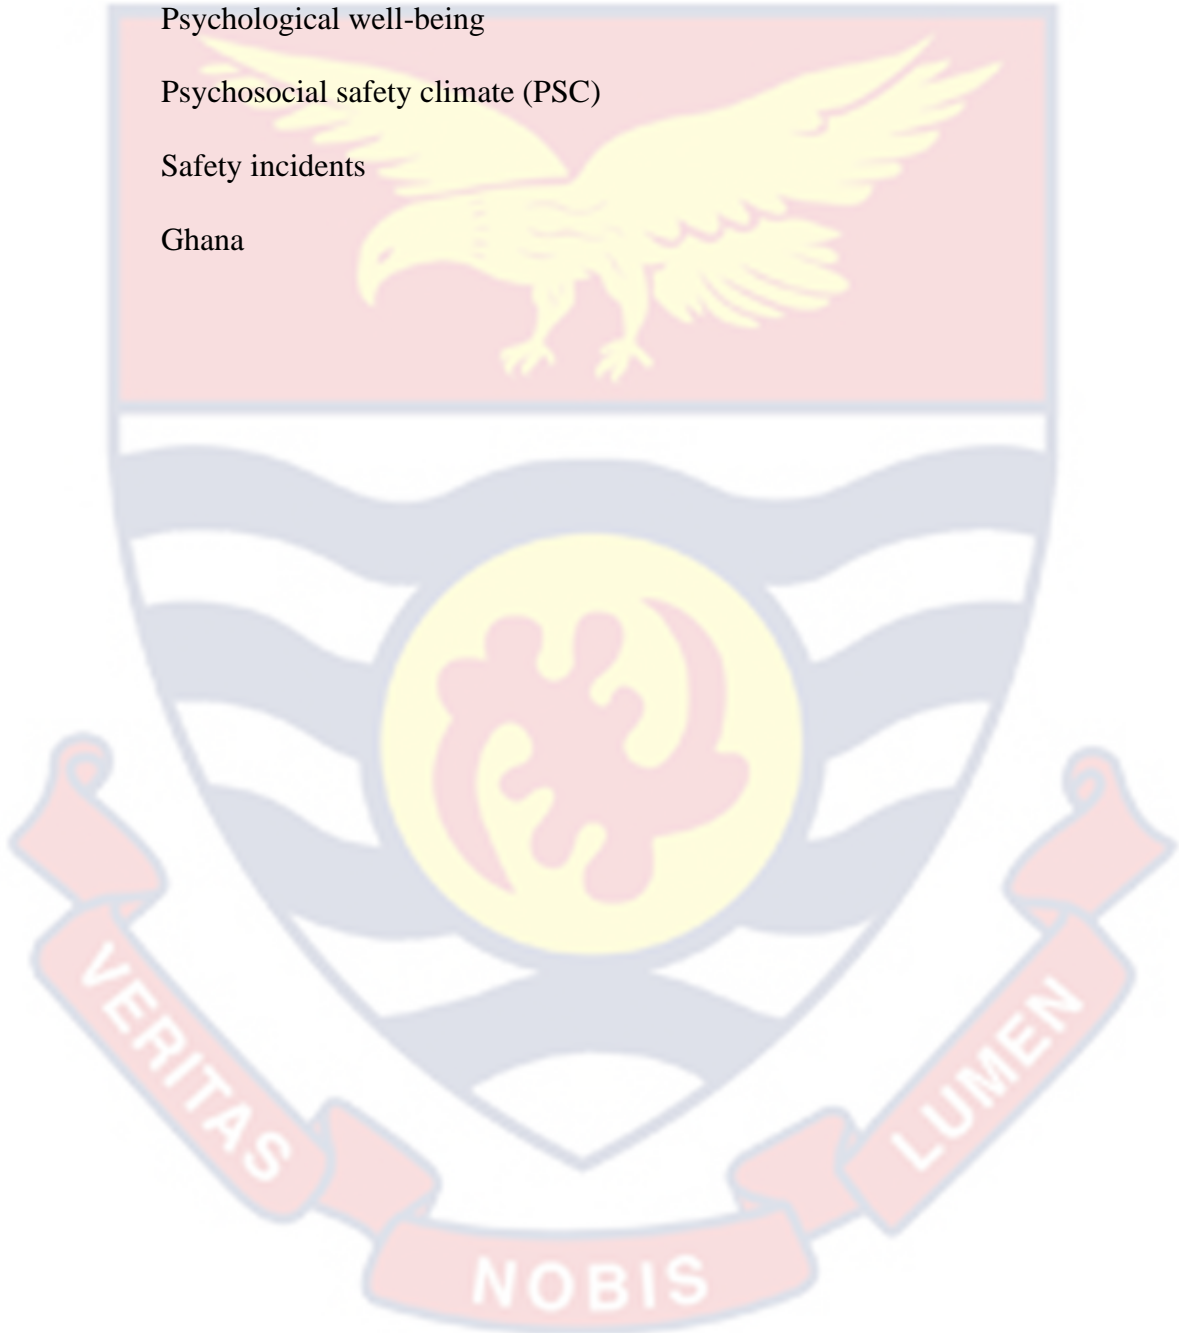 Psychological well-being
Psychosocial safety climate (PSC)
Safety incidents
Ghana
VERITAS
NOBIS
LUMEN